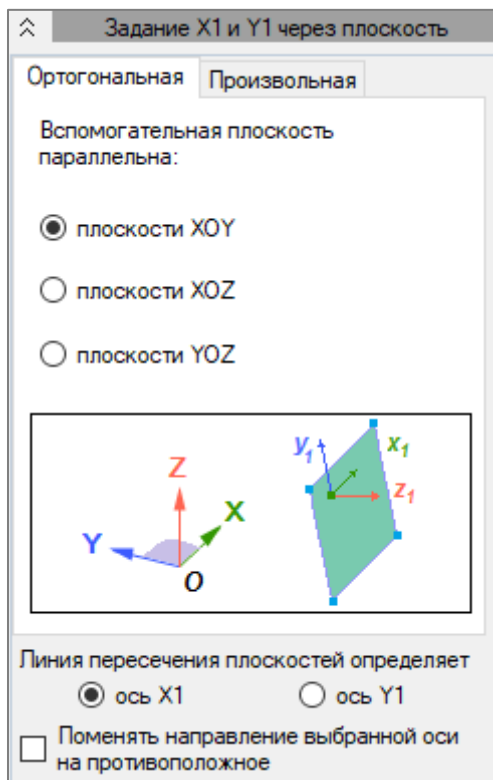 Задание X1 и Y1 через плоскость
Ортогональная Произвольная
Вспомогательная плоскость
параллельна:
плоскости XOY
плоскости XOZ
плоскости YOZ
y1 x1
Z z1
X
Y
O
Линия пересечения плоскостей определяет
ось X1 ось Y1
Поменять направление выбранной оси
на противоположное